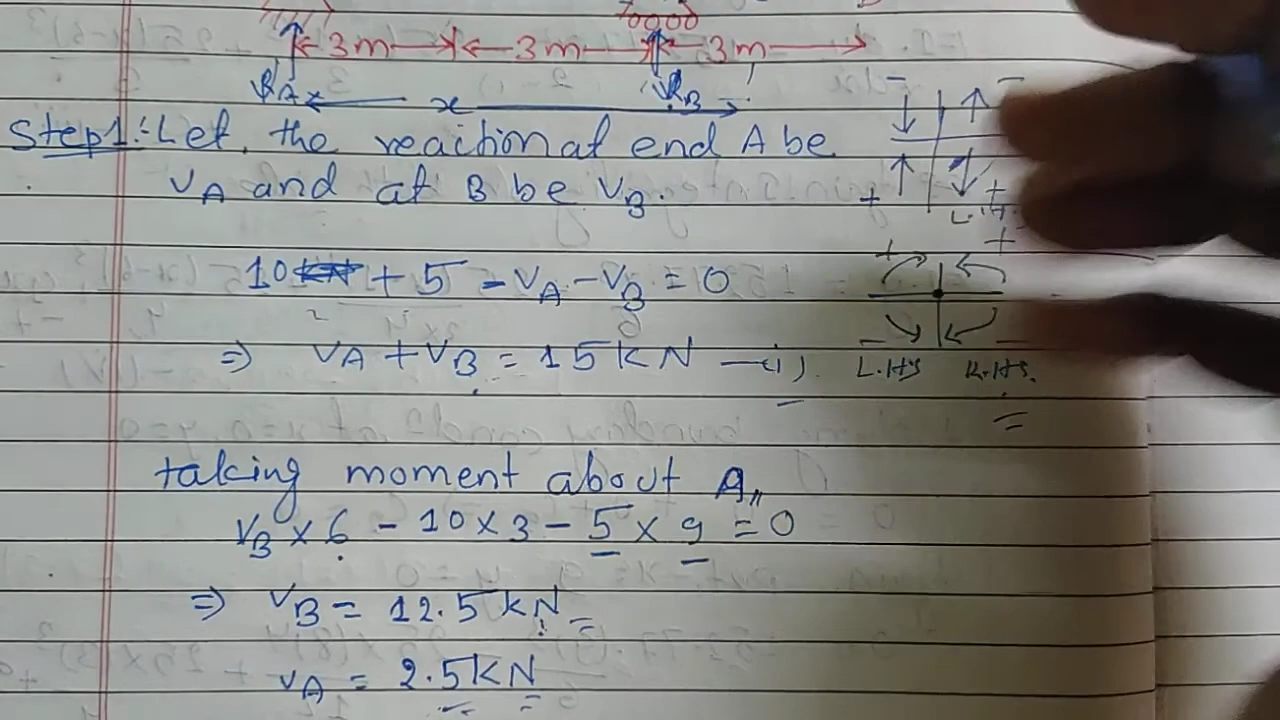 3m 3m 3m
VA x VB
Step1:- Let, the reaction at end A be
VA and at B be VB.
10 + 5 - VA - VB = 0
⇒ VA + VB = 15 KN —(i)
L.H.S R.H.S.
taking moment about A,,
VB × 6 - 10 × 3 - 5 × 9 = 0
⇒ VB = 12.5 KN
VA = 2.5 KN